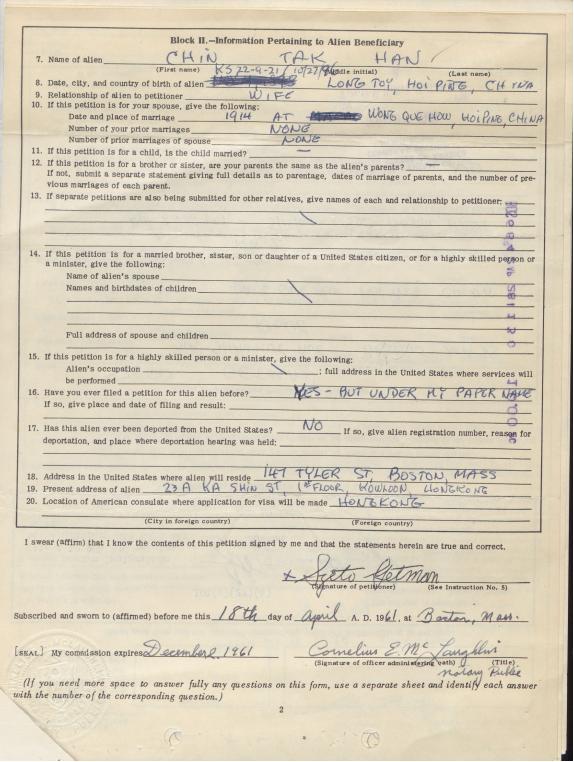 Block II.—Information Pertaining to Alien Beneficiary
7. Name of alien CHIN TAK HAN
(First name) (Middle initial) (Last name)
KS 22-9-21/10/27/96
8. Date, city, and country of birth of alien LONG TOY, HOI PING, CHINA
9. Relationship of alien to petitioner WIFE
10. If this petition is for your spouse, give the following:
Date and place of marriage 1914 AT WONG QUE HOW, HOIPING, CHINA
Number of your prior marriages NONE
Number of prior marriages of spouse NONE
11. If this petition is for a child, is the child married? —
12. If this petition is for a brother or sister, are your parents the same as the alien's parents? —
If not, submit a separate statement giving full details as to parentage, dates of marriage of parents, and the number of pre-
vious marriages of each parent.
13. If separate petitions are also being submitted for other relatives, give names of each and relationship to petitioner:
14. If this petition is for a married brother, sister, son or daughter of a United States citizen, or for a highly skilled person or
a minister, give the following:
Name of alien's spouse
Names and birthdates of children
Full address of spouse and children
15. If this petition is for a highly skilled person or a minister, give the following:
Alien's occupation ; full address in the United States where services will
be performed
16. Have you ever filed a petition for this alien before? YES - BUT UNDER MY PAPER NAME
If so, give place and date of filing and result:
17. Has this alien ever been deported from the United States? NO If so, give alien registration number, reason for
deportation, and place where deportation hearing was held:
18. Address in the United States where alien will reside 147 TYLER ST, BOSTON, MASS
19. Present address of alien 23 A KA SHIN ST, 1st FLOOR, KOWLOON HONGKONG
20. Location of American consulate where application for visa will be made HONGKONG
(City in foreign country) (Foreign country)
I swear (affirm) that I know the contents of this petition signed by me and that the statements herein are true and correct.
x Seeto Hetman
(Signature of petitioner) (See Instruction No. 5)
Subscribed and sworn to (affirmed) before me this 18th day of April A. D. 1961, at Boston, Mass.
[SEAL] My commission expires December 1961 Cornelius E. McLaughlin
(Signature of officer administering oath) (Title)
Notary Public
(If you need more space to answer fully any questions on this form, use a separate sheet and identify each answer
with the number of the corresponding question.)
2